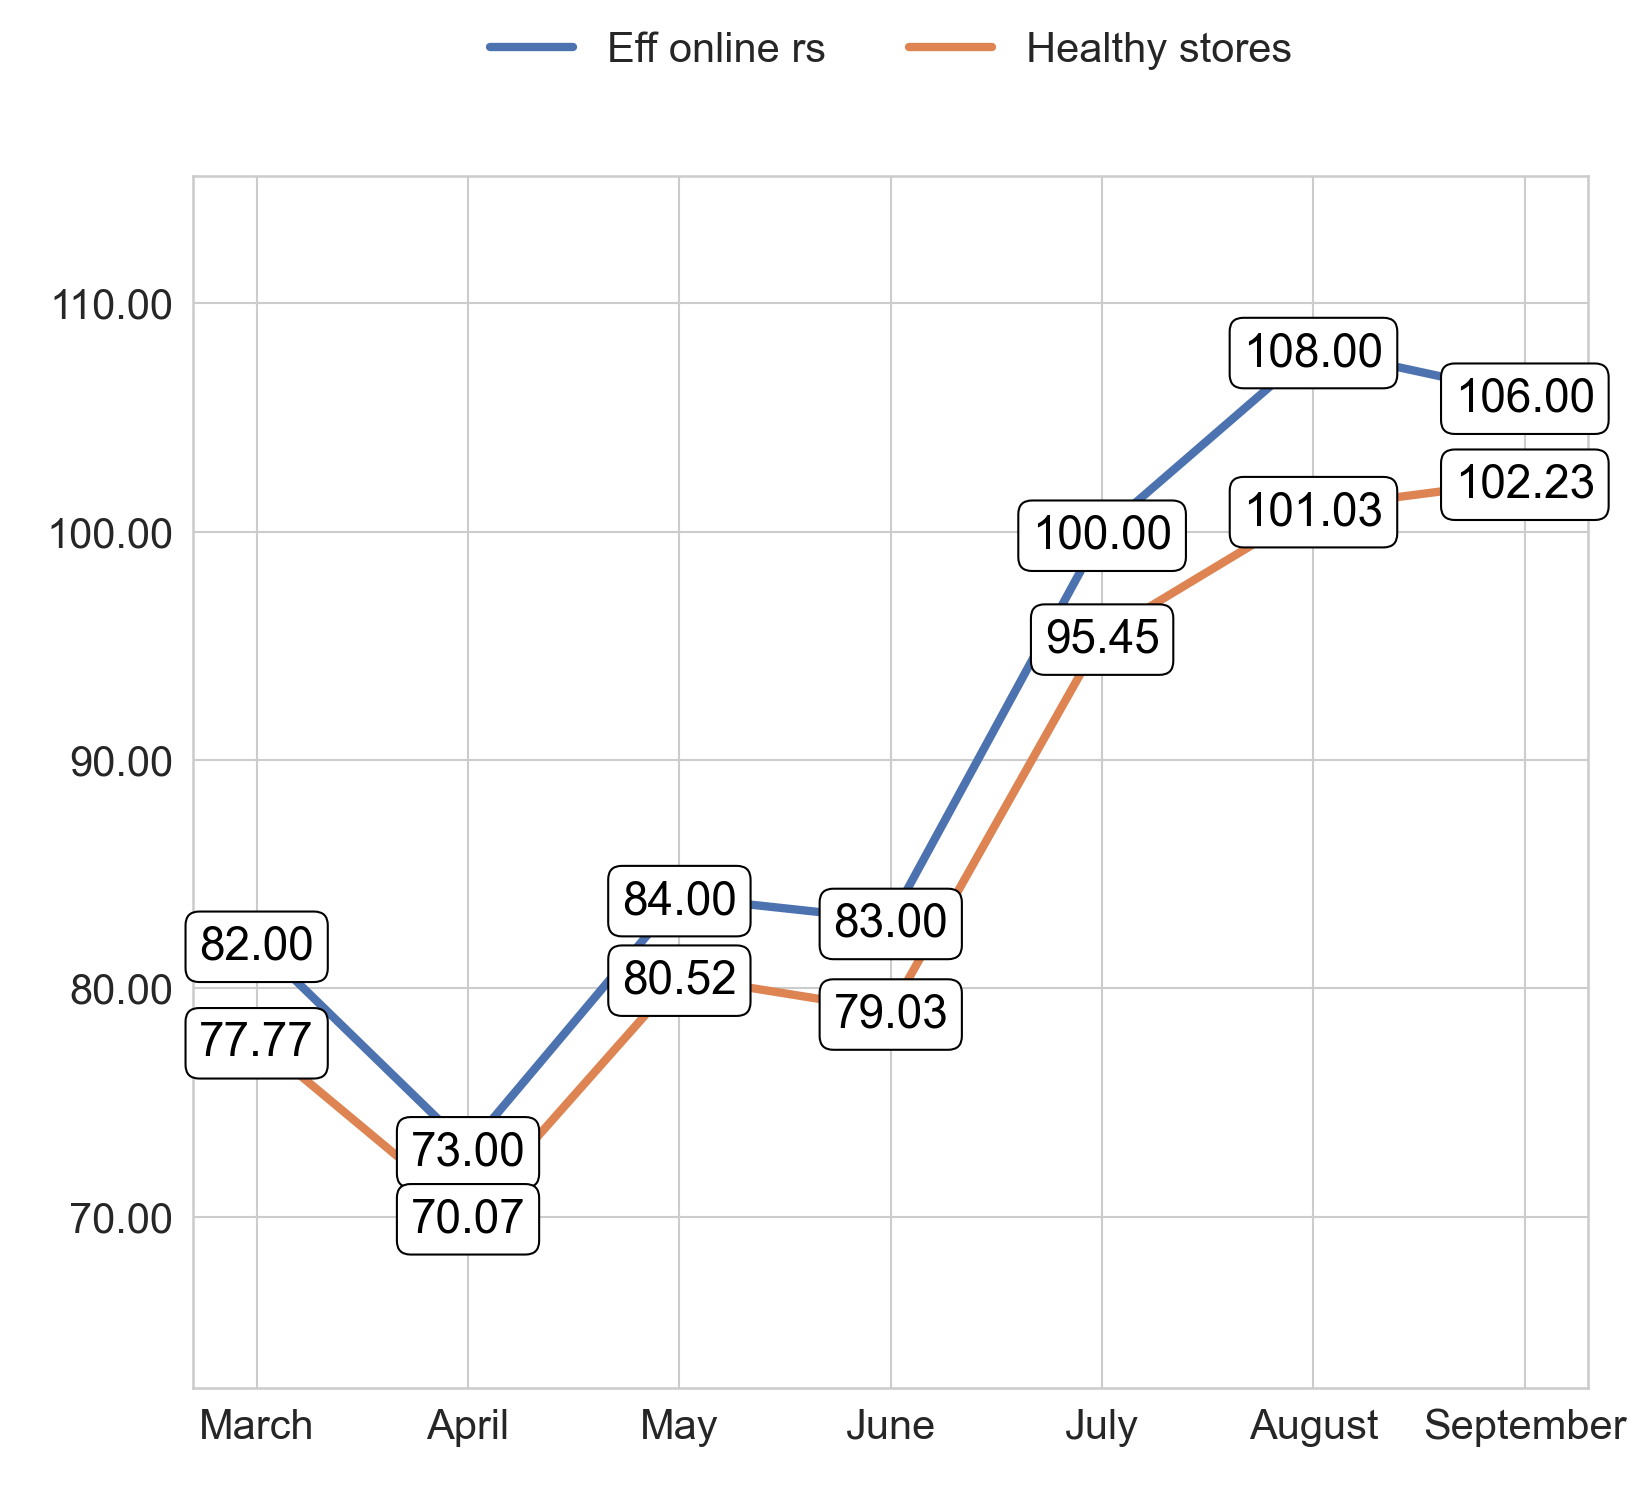 Eff online rs
Healthy stores
110.00
100.00
90.00
80.00
70.00
82.00
77.77
73.00
70.07
84.00
80.52
83.00
79.03
100.00
95.45
108.00
101.03
106.00
102.23
March
April
May
June
July
August
September